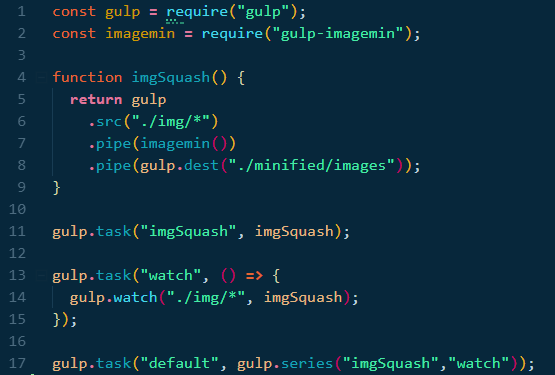 1 const gulp = require("gulp");
2 const imagemin = require("gulp-imagemin");
3
4 function imgSquash() {
5   return gulp
6     .src("./img/*")
7     .pipe(imagemin())
8     .pipe(gulp.dest("./minified/images"));
9 }
10
11 gulp.task("imgSquash", imgSquash);
12
13 gulp.task("watch", () => {
14   gulp.watch("./img/*", imgSquash);
15 });
16
17 gulp.task("default", gulp.series("imgSquash","watch"));